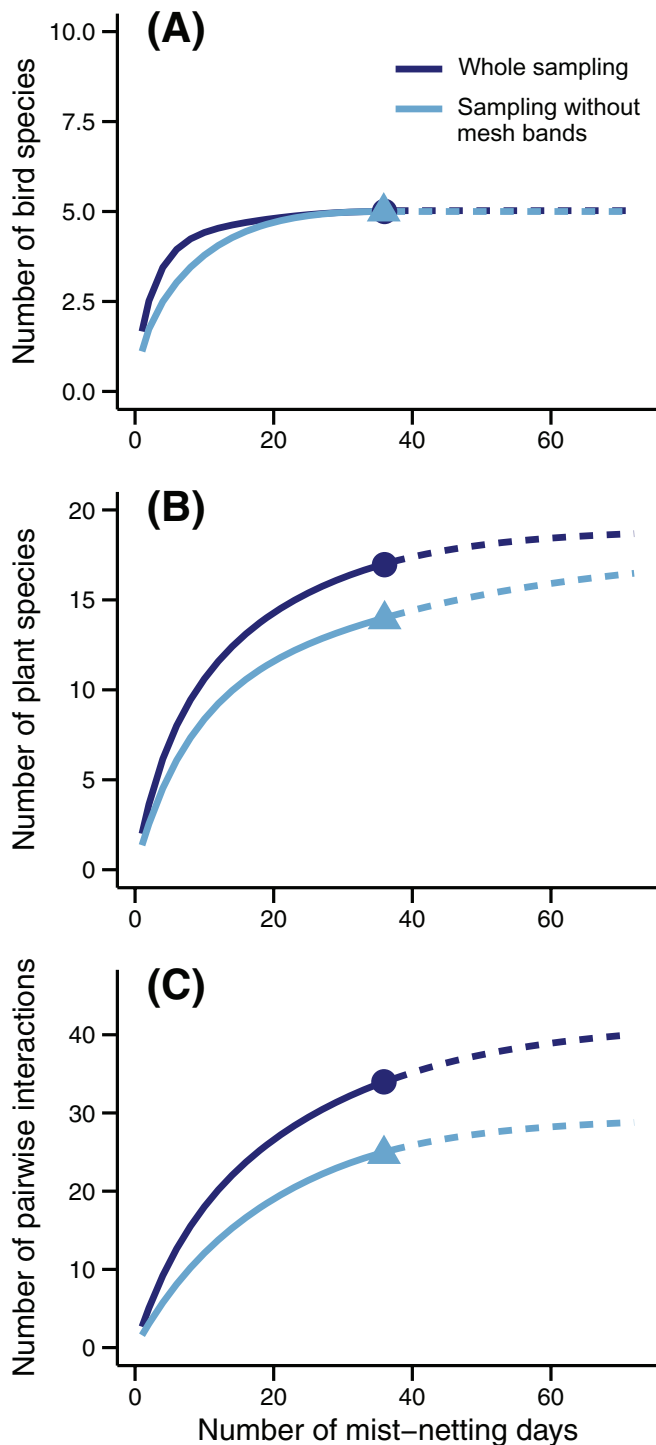 (A)
Whole sampling
Sampling without
mesh bands
Number of bird species
10.0
7.5
5.0
2.5
0.0
0 20 40 60
(B)
Number of plant species
20
15
10
5
0
0 20 40 60
(C)
Number of pairwise interactions
40
30
20
10
0
0 20 40 60
Number of mist−netting days